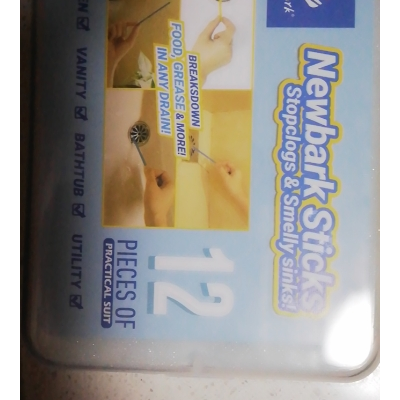 Newbark Sticks
Stopclogs & Smelly sinks!
BREAKSDOWN
FOOD, GREASE & MORE!
IN ANY DRAIN!
12
PIECES OF
PRACTICAL SUIT
VANITY
BATHTUB
UTILITY